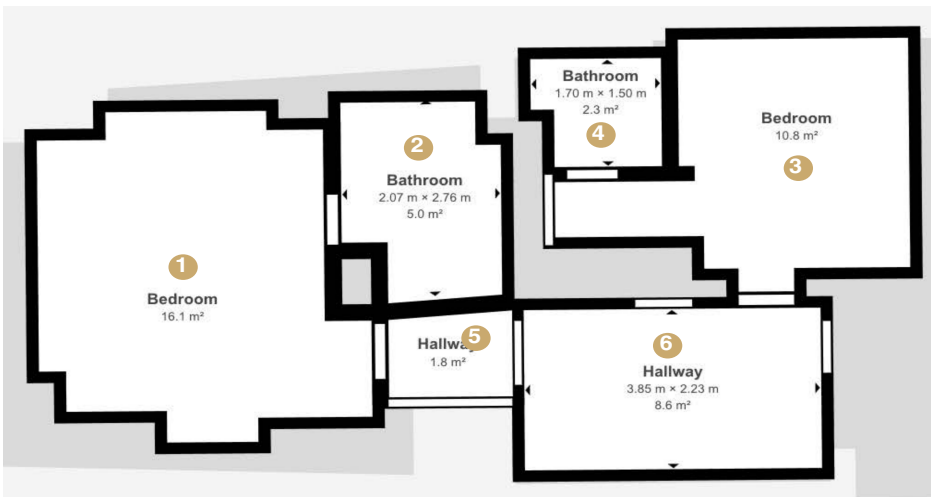 Bathroom
1.70 m × 1.50 m
2.3 m²
4
Bedroom
10.8 m²
3
2
Bathroom
2.07 m × 2.76 m
5.0 m²
1
Bedroom
16.1 m²
5
Hallway
1.8 m²
6
Hallway
3.85 m × 2.23 m
8.6 m²